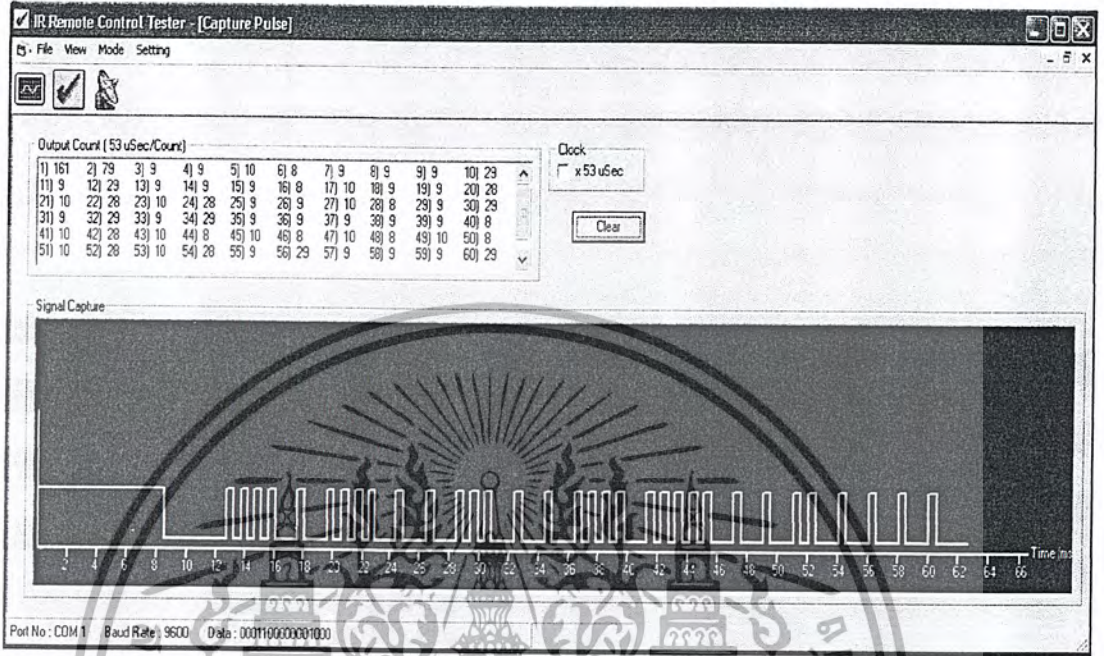 IR Remote Control Tester - [Capture Pulse]
File View Mode Setting
Output Count ( 53 uSec/Count)
1) 161 2) 79 3) 9 4) 9 5) 10 6) 8 7) 9 8) 9 9) 9 10) 29
11) 9 12) 29 13) 9 14) 9 15) 9 16) 8 17) 10 18) 9 19) 9 20) 28
21) 10 22) 28 23) 10 24) 28 25) 9 26) 9 27) 10 28) 8 29) 9 30) 29
31) 9 32) 29 33) 9 34) 29 35) 9 36) 9 37) 9 38) 9 39) 9 40) 8
41) 10 42) 28 43) 10 44) 8 45) 10 46) 8 47) 10 48) 8 49) 10 50) 8
51) 10 52) 28 53) 10 54) 28 55) 9 56) 29 57) 9 58) 9 59) 9 60) 29
Clock
x 53 uSec
Clear
Signal Capture
Time ms
2 4 6 8 10 12 14 16 18 20 22 24 26 28 30 32 34 36 38 40 42 44 46 48 50 52 54 56 58 60 62 64 66
Port No : COM 1 Baud Rate : 9600 Data : 0001100600001000